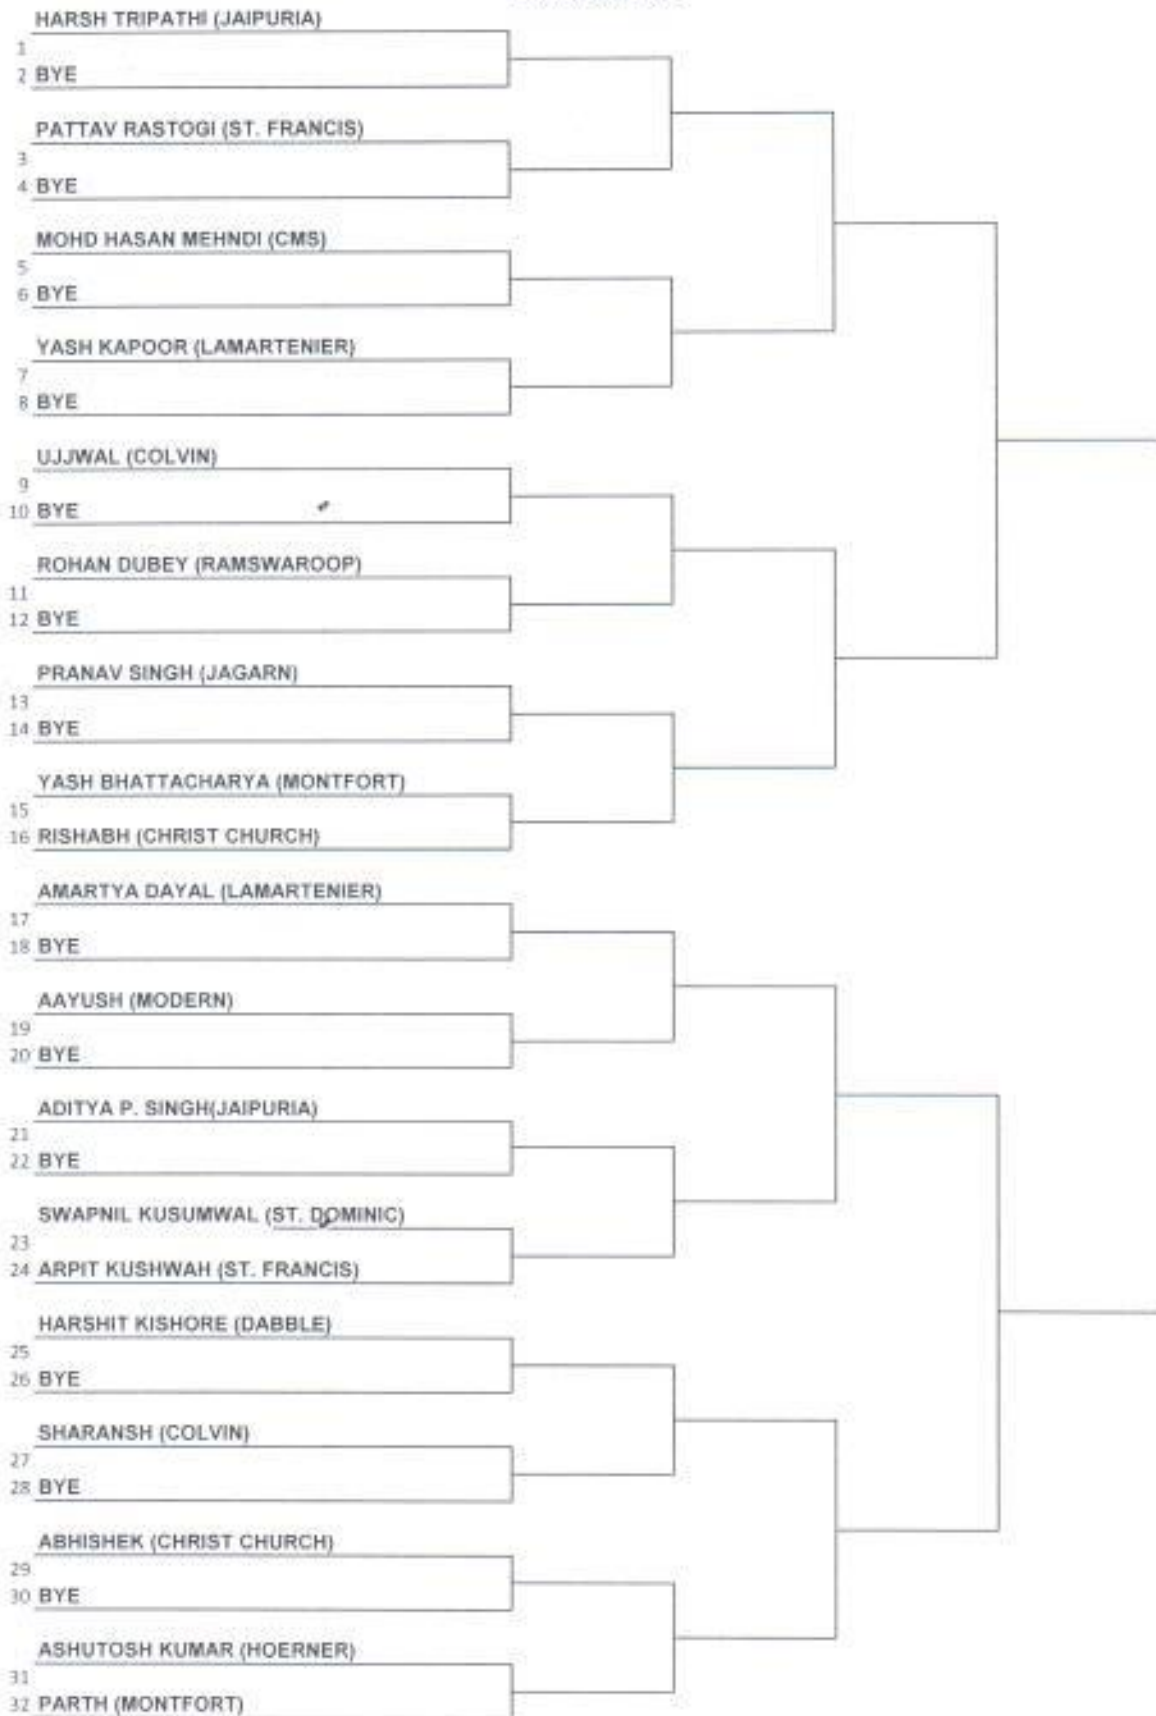 HARSH TRIPATHI (JAIPURIA)
1
2 BYE
PATTAV RASTOGI (ST. FRANCIS)
3
4 BYE
MOHD HASAN MEHNDI (CMS)
5
6 BYE
YASH KAPOOR (LAMARTENIER)
7
8 BYE
UJJWAL (COLVIN)
9
10 BYE
ROHAN DUBEY (RAMSWAROOP)
11
12 BYE
PRANAV SINGH (JAGARN)
13
14 BYE
YASH BHATTACHARYA (MONTFORT)
15
16 RISHABH (CHRIST CHURCH)
AMARTYA DAYAL (LAMARTENIER)
17
18 BYE
AAYUSH (MODERN)
19
20 BYE
ADITYA P. SINGH(JAIPURIA)
21
22 BYE
SWAPNIL KUSUMWAL (ST. DOMINIC)
23
24 ARPIT KUSHWAH (ST. FRANCIS)
HARSHIT KISHORE (DABBLE)
25
26 BYE
SHARANSH (COLVIN)
27
28 BYE
ABHISHEK (CHRIST CHURCH)
29
30 BYE
ASHUTOSH KUMAR (HOERNER)
31
32 PARTH (MONTFORT)